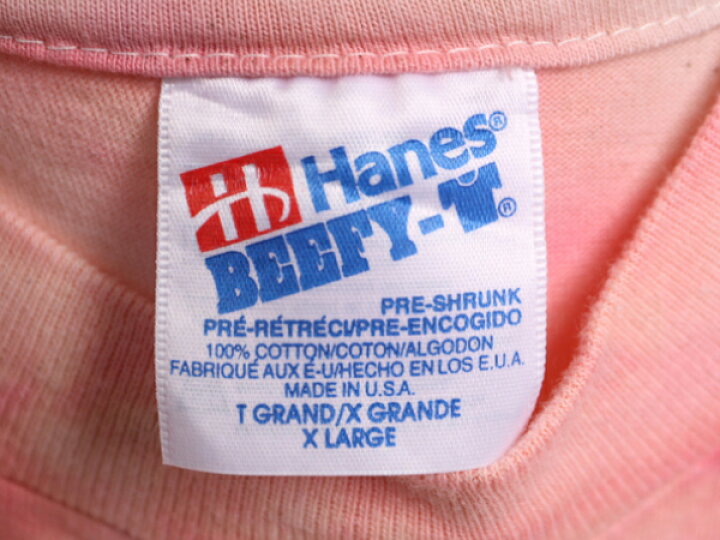 H Hanes®
BEEFY-T®
PRE-SHRUNK
PRÉ-RÉTRÉCI/PRE-ENCOGIDO
100% COTTON/COTON/ALGODON
FABRIQUÉ AUX É-U/HECHO EN LOS E.U.A.
MADE IN U.S.A.
T GRAND/X GRANDE
X LARGE